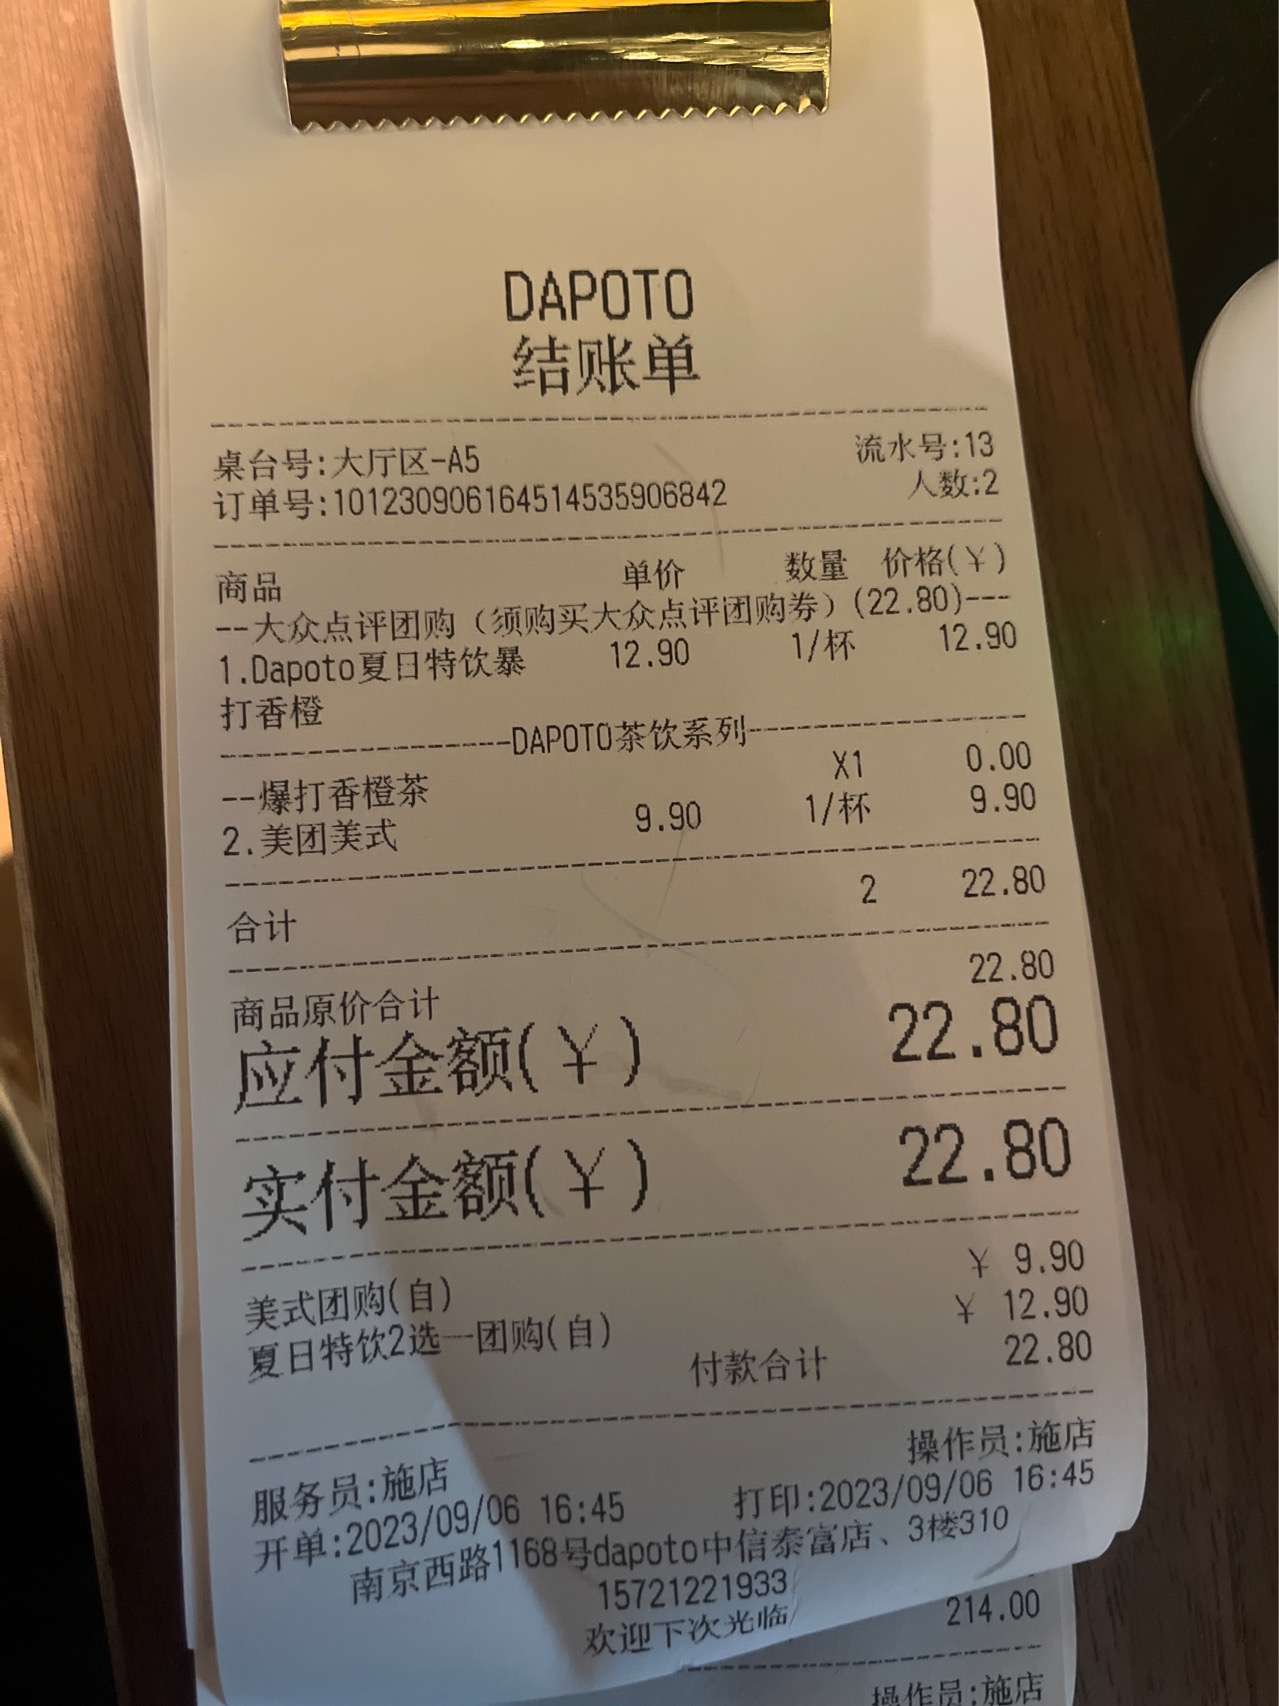 DAPOTO
结账单
桌台号:大厅区-A5 流水号:13
订单号:101230906164514535906842 人数:2
商品 单价 数量 价格(¥)
--大众点评团购（须购买大众点评团购券）(22.80)---
1.Dapoto夏日特饮暴 12.90 1/杯 12.90
打香橙
-----------------DAPOTO茶饮系列-----------------
--爆打香橙茶 X1 0.00
2.美团美式 9.90 1/杯 9.90
合计 2 22.80
商品原价合计 22.80
应付金额(¥) 22.80
实付金额(¥) 22.80
美式团购(自) ¥ 9.90
夏日特饮2选一团购(自) ¥ 12.90
付款合计 22.80
服务员:施店 操作员:施店
开单:2023/09/06 16:45 打印:2023/09/06 16:45
南京西路1168号dapoto中信泰富店、3楼310
15721221933
欢迎下次光临
214.00
操作员:施店